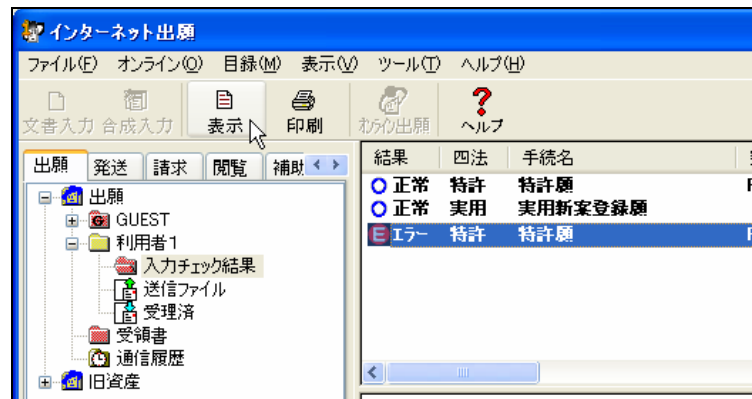 インターネット出願
ファイル(F) オンライン(O) 目録(M) 表示(V) ツール(T) ヘルプ(H)
文書入力 合成入力 表示 印刷 オンライン出願 ヘルプ
出願 発送 請求 閲覧 補助
結果 四法 手続名
正常 特許 特許願
正常 実用 実用新案登録願
E エラー 特許 特許願
出願
GUEST
利用者1
入力チェック結果
送信ファイル
受理済
受領書
通信履歴
旧資産